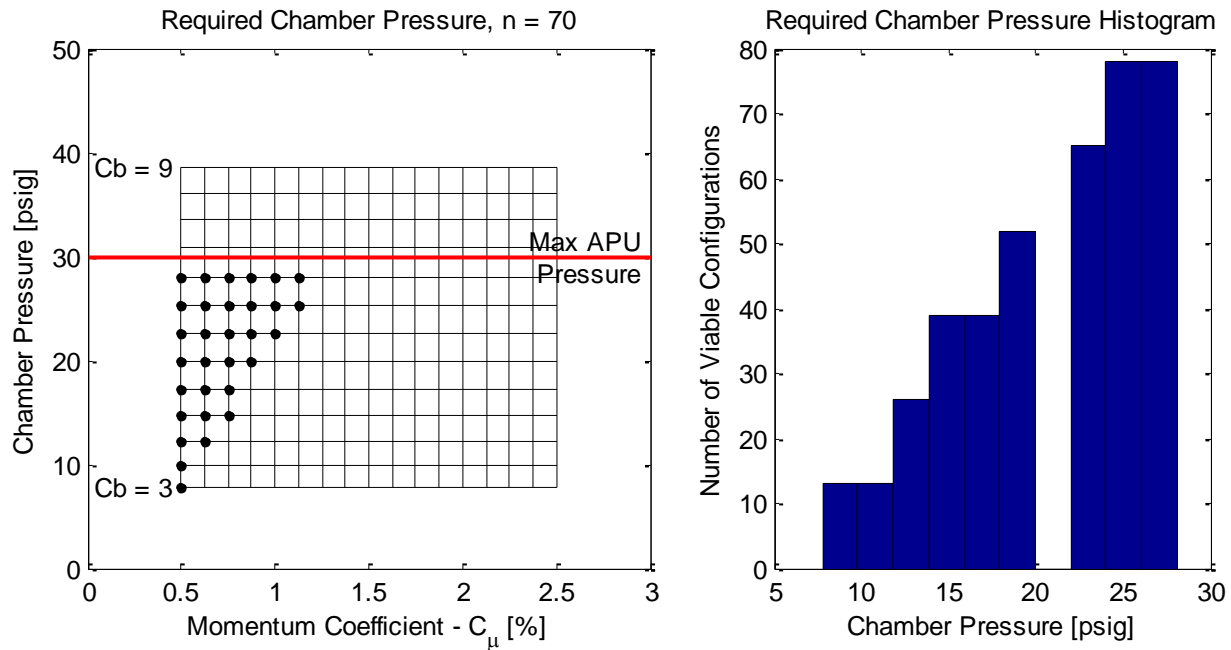 Required Chamber Pressure, n = 70
50
40
30
20
10
0
Chamber Pressure [psig]
Cb = 9
Max APU
Pressure
Cb = 3
0
0.5
1
1.5
2
2.5
3
Momentum Coefficient - Cμ [%]
Required Chamber Pressure Histogram
80
70
60
50
40
30
20
10
0
Number of Viable Configurations
5
10
15
20
25
30
Chamber Pressure [psig]